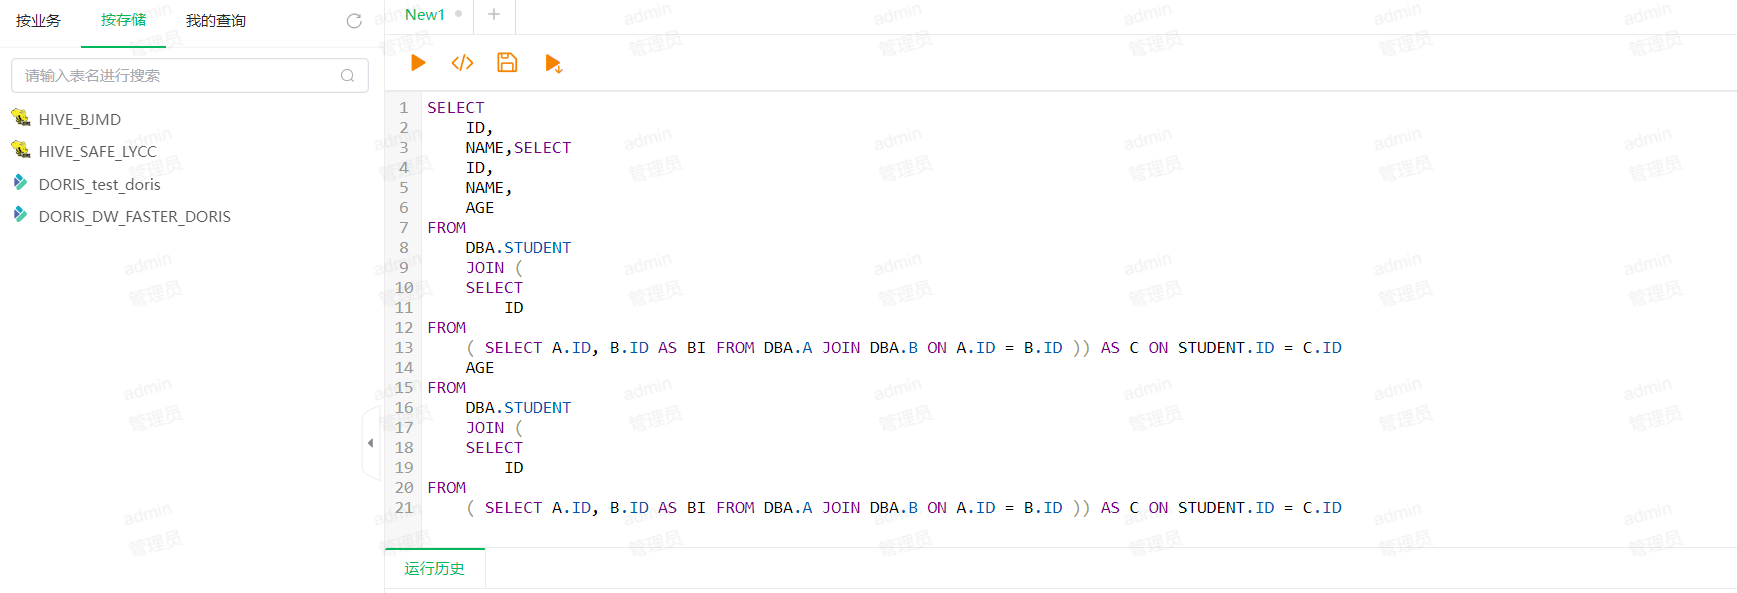 按业务 按存储 我的查询
New1
请输入表名进行搜索
HIVE_BJMD
HIVE_SAFE_LYCC
DORIS_test_doris
DORIS_DW_FASTER_DORIS
1 SELECT
2 ID,
3 NAME,SELECT
4 ID,
5 NAME,
6 AGE
7 FROM
8 DBA.STUDENT
9 JOIN (
10 SELECT
11 ID
12 FROM
13 ( SELECT A.ID, B.ID AS BI FROM DBA.A JOIN DBA.B ON A.ID = B.ID )) AS C ON STUDENT.ID = C.ID
14 AGE
15 FROM
16 DBA.STUDENT
17 JOIN (
18 SELECT
19 ID
20 FROM
21 ( SELECT A.ID, B.ID AS BI FROM DBA.A JOIN DBA.B ON A.ID = B.ID )) AS C ON STUDENT.ID = C.ID
运行历史
admin
管理员